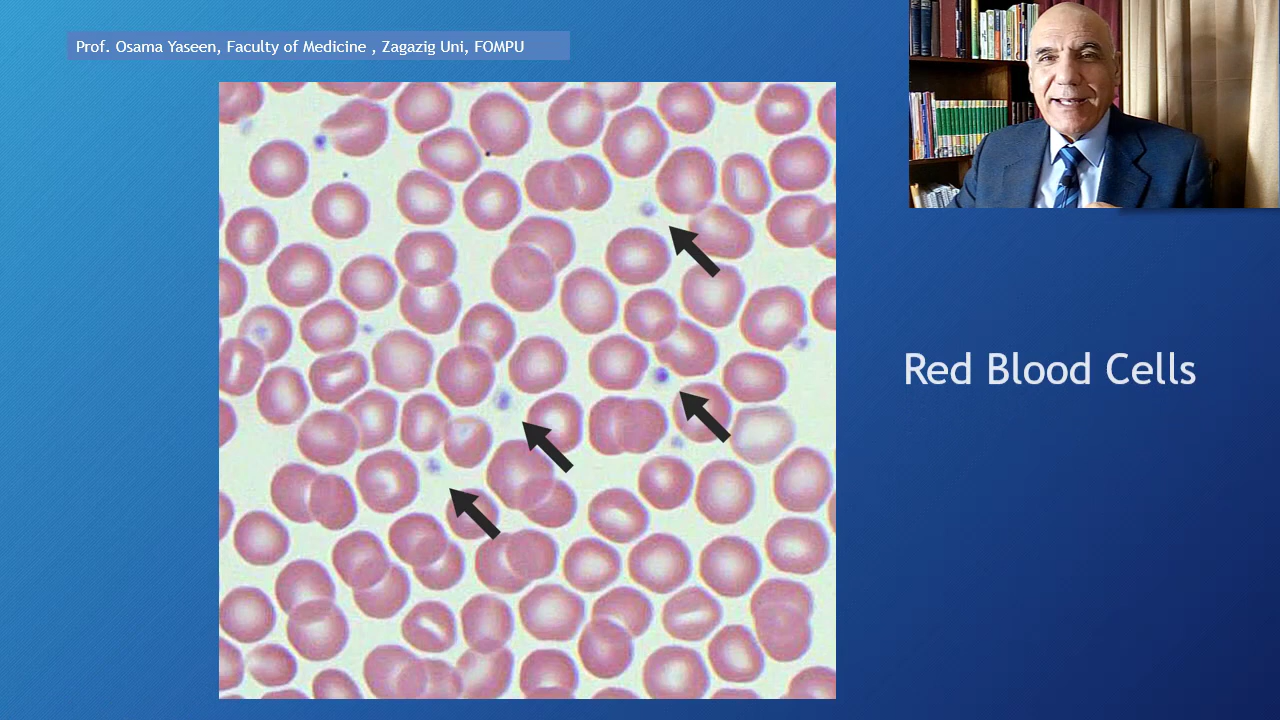 Prof. Osama Yaseen, Faculty of Medicine , Zagazig Uni, FOMPU
Red Blood Cells